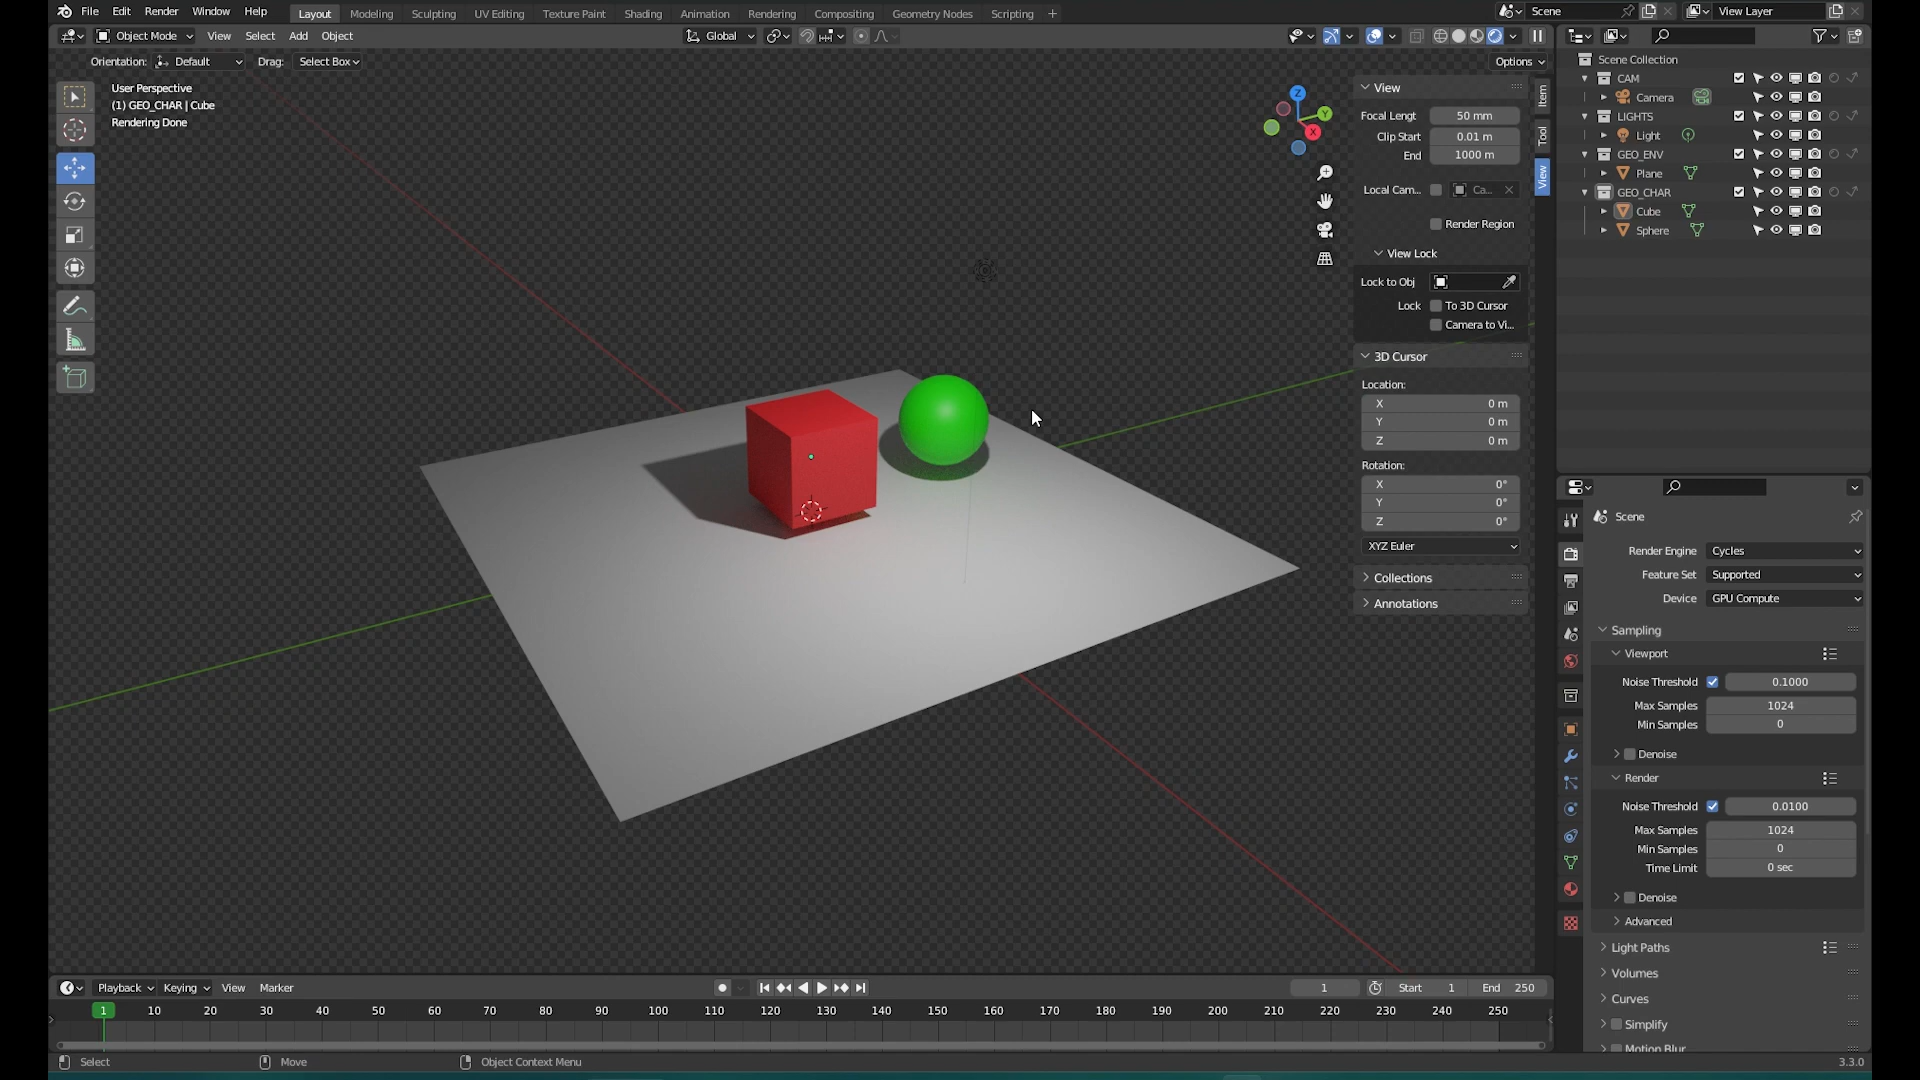 File Edit Render Window Help Layout Modeling Sculpting UV Editing Texture Paint Shading Animation Rendering Compositing Geometry Nodes Scripting + Scene View Layer
Object Mode View Select Add Object Global
Orientation: Default Drag: Select Box Options
User Perspective
(1) GEO_CHAR | Cube
Rendering Done
Z
Y
X
View
Focal Lengt 50 mm
Clip Start 0.01 m
End 1000 m
Local Cam... Ca...
Render Region
View Lock
Lock to Obj
Lock To 3D Cursor
Camera to Vi...
3D Cursor
Location:
X 0 m
Y 0 m
Z 0 m
Rotation:
X 0°
Y 0°
Z 0°
XYZ Euler
Collections
Annotations
Item
Tool
View
Scene Collection
CAM
Camera
LIGHTS
Light
GEO_ENV
Plane
GEO_CHAR
Cube
Sphere
Scene
Render Engine Cycles
Feature Set Supported
Device GPU Compute
Sampling
Viewport
Noise Threshold 0.1000
Max Samples 1024
Min Samples 0
Denoise
Render
Noise Threshold 0.0100
Max Samples 1024
Min Samples 0
Time Limit 0 sec
Denoise
Advanced
Light Paths
Volumes
Curves
Simplify
Motion Blur
Playback Keying View Marker 1 Start 1 End 250
1 10 20 30 40 50 60 70 80 90 100 110 120 130 140 150 160 170 180 190 200 210 220 230 240 250
Select Move Object Context Menu 3.3.0